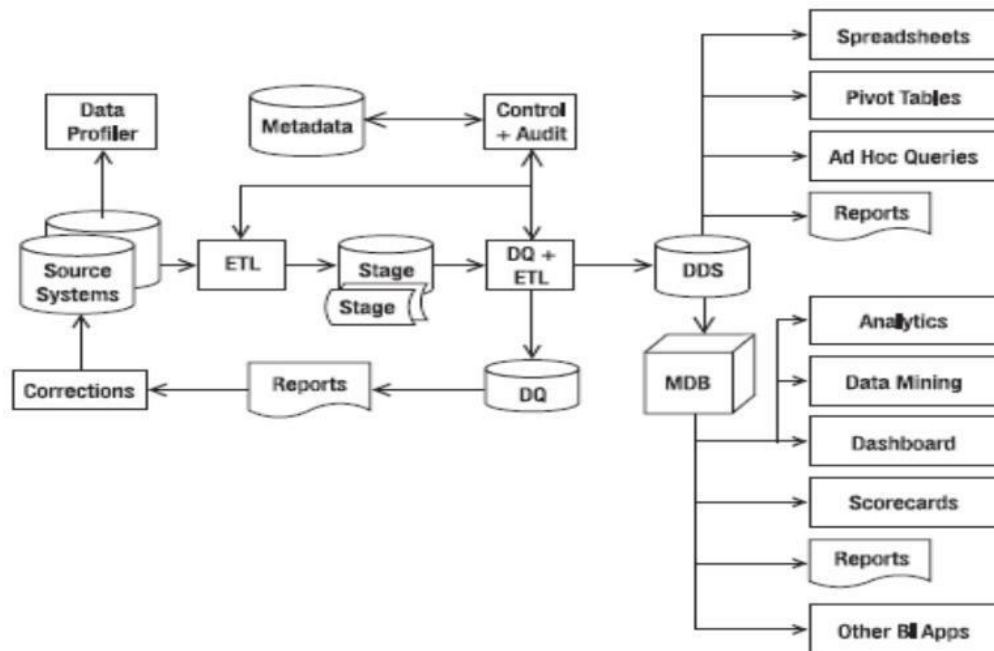 Spreadsheets
Pivot Tables
Ad Hoc Queries
Reports
Data
Profiler
Metadata
Control
+ Audit
Source
Systems
ETL
Stage
Stage
DQ +
ETL
DDS
Corrections
Reports
DQ
MDB
Analytics
Data Mining
Dashboard
Scorecards
Reports
Other BI Apps